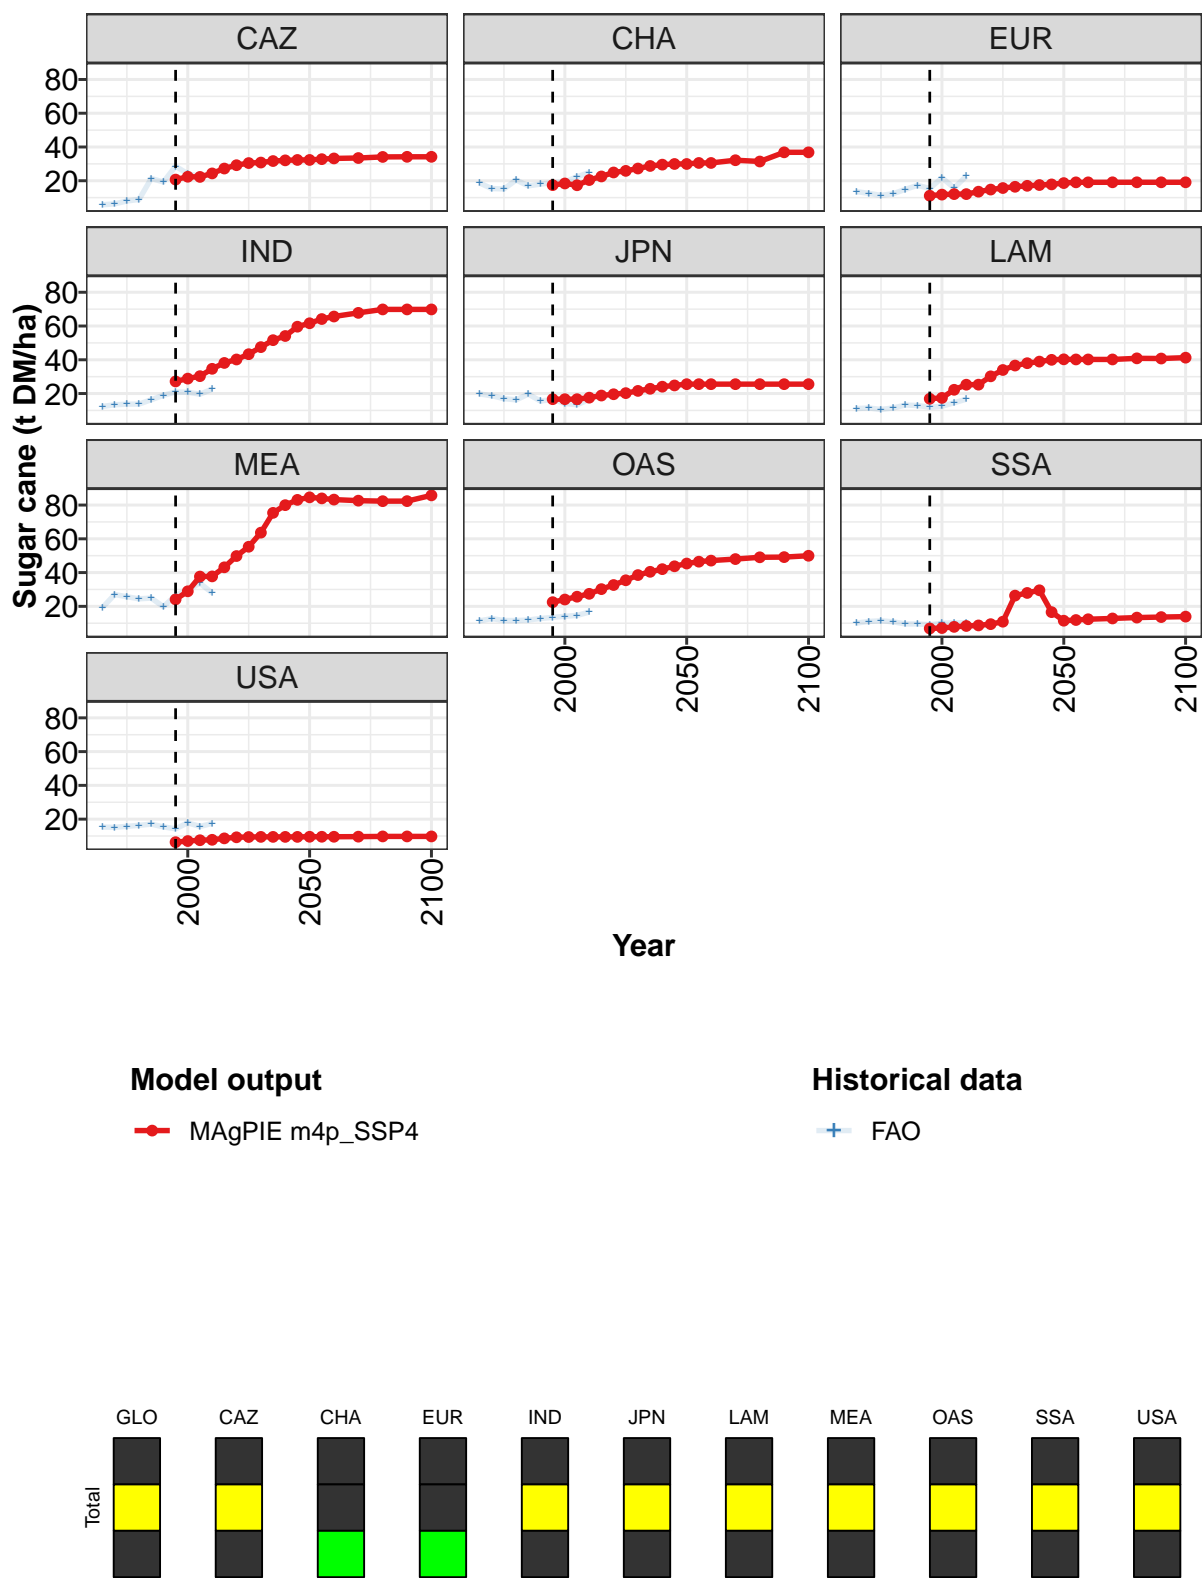 CAZ CHA EUR
80
60
40
20
IND JPN LAM
80
60
40
20
MEA OAS SSA
80
60
40
20
2000 2050 2100 2000 2050 2100
USA
80
60
40
20
2000 2050 2100
Sugar cane (t DM/ha)
Year
Model output Historical data
MAgPIE m4p_SSP4 FAO
GLO CAZ CHA EUR IND JPN LAM MEA OAS SSA USA
Total